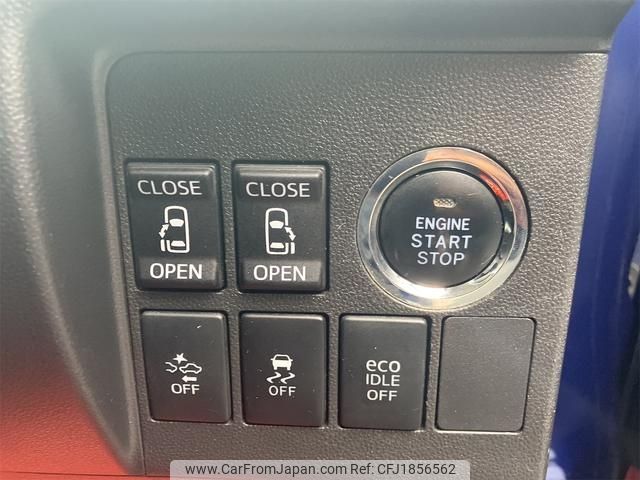 CLOSE
OPEN
CLOSE
OPEN
ENGINE
START
STOP
OFF
OFF
eco
IDLE
OFF
www.CarFromJapan.com Ref:CFJ1856562